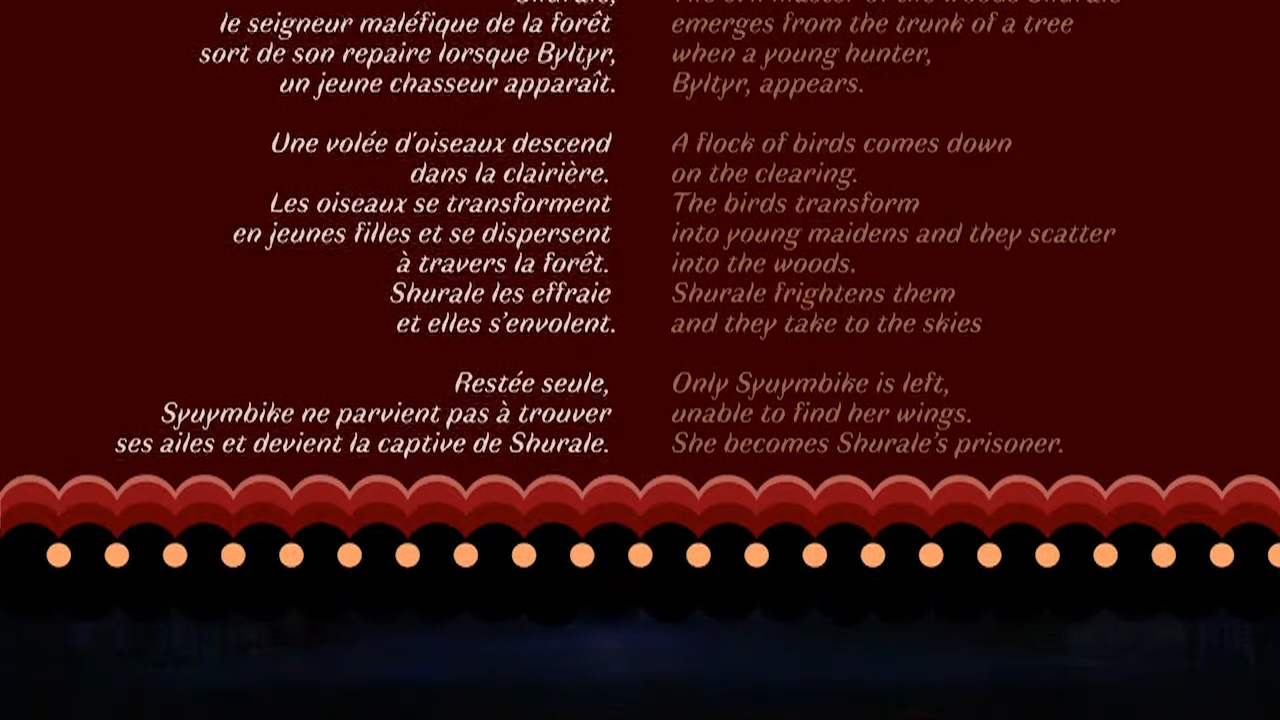 le seigneur maléfique de la forêt
sort de son repaire lorsque Byltyr,
un jeune chasseur apparaît.
Une volée d'oiseaux descend
dans la clairière.
Les oiseaux se transforment
en jeunes filles et se dispersent
à travers la forêt.
Shurale les effraie
et elles s'envolent.
Restée seule,
Syuymbike ne parvient pas à trouver
ses ailes et devient la captive de Shurale.
emerges from the trunk of a tree
when a young hunter,
Byltyr, appears.
A flock of birds comes down
on the clearing.
The birds transform
into young maidens and they scatter
into the woods.
Shurale frightens them
and they take to the skies
Only Syuymbike is left,
unable to find her wings.
She becomes Shurale's prisoner.